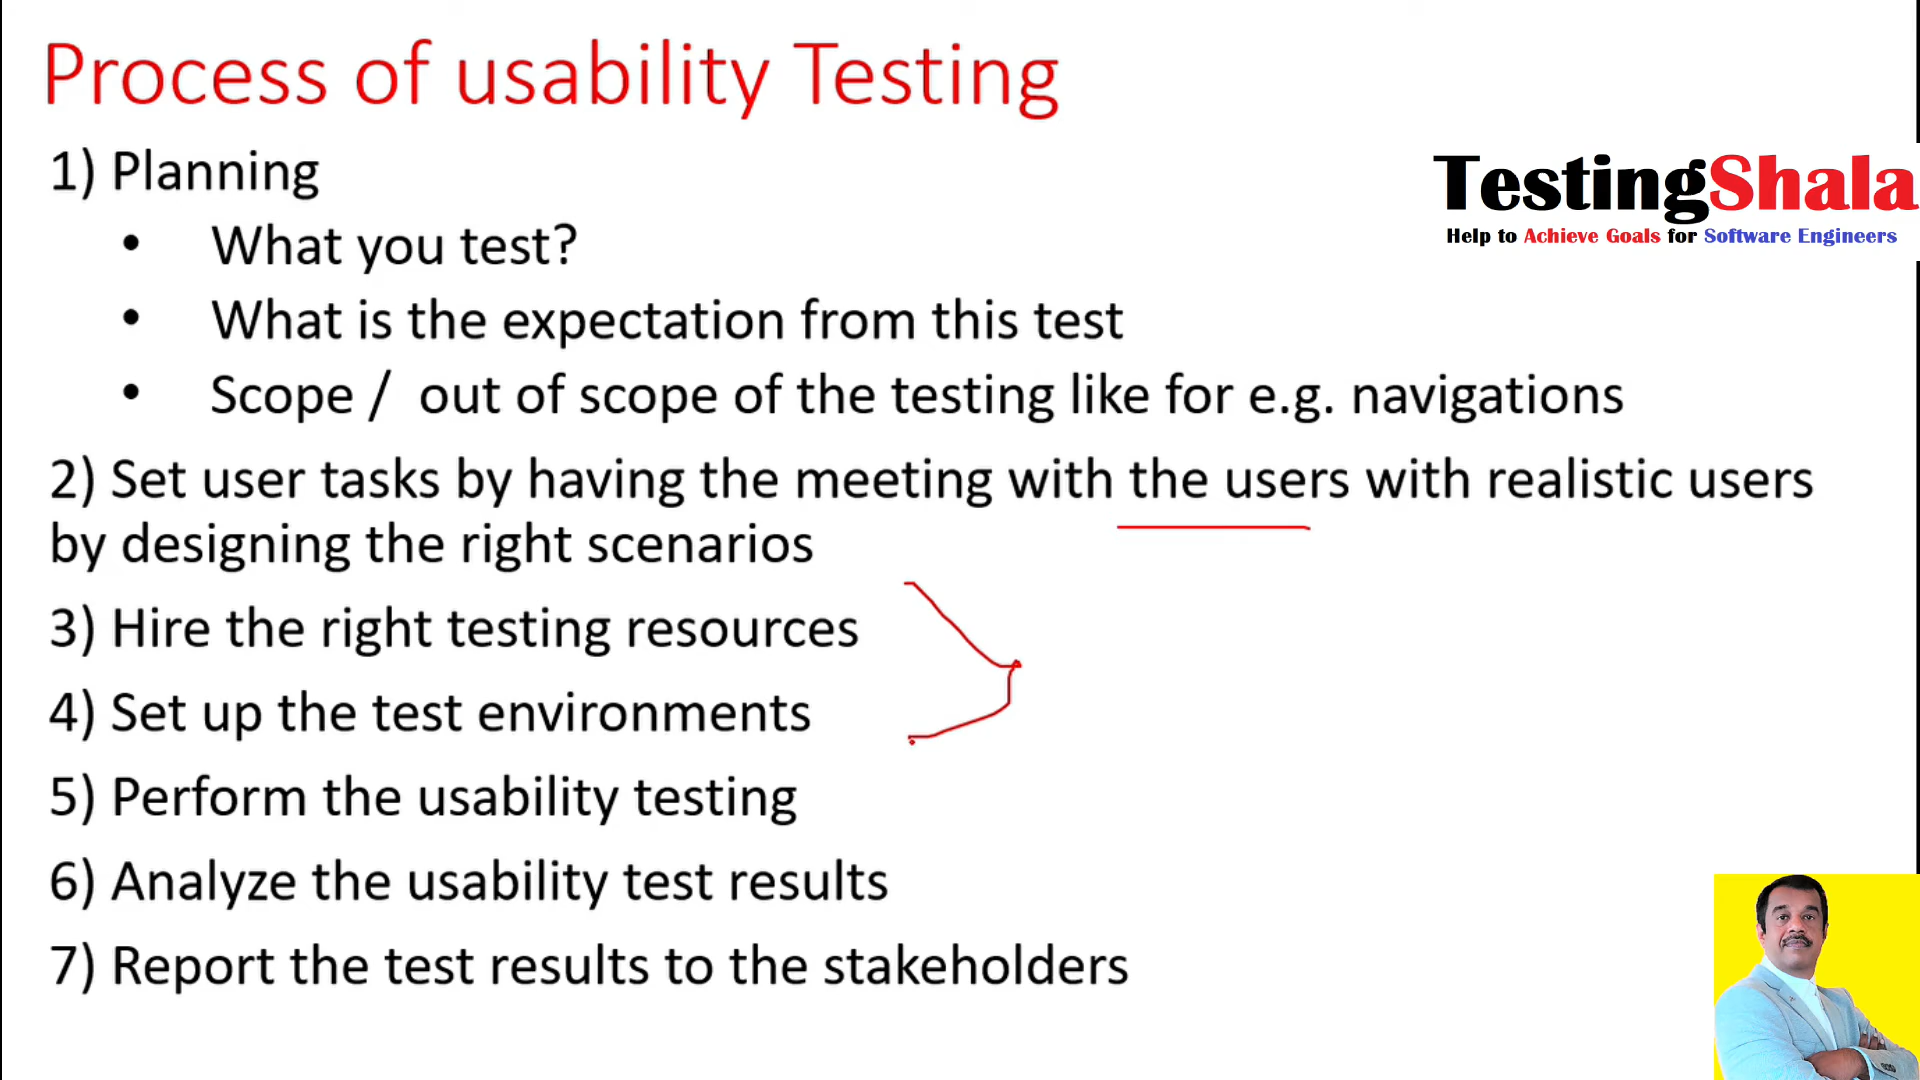 Process of usability Testing
1) Planning
TestingShala
Help to Achieve Goals for Software Engineers
• What you test?
• What is the expectation from this test
• Scope / out of scope of the testing like for e.g. navigations
2) Set user tasks by having the meeting with the users with realistic users
by designing the right scenarios
3) Hire the right testing resources
4) Set up the test environments
5) Perform the usability testing
6) Analyze the usability test results
7) Report the test results to the stakeholders